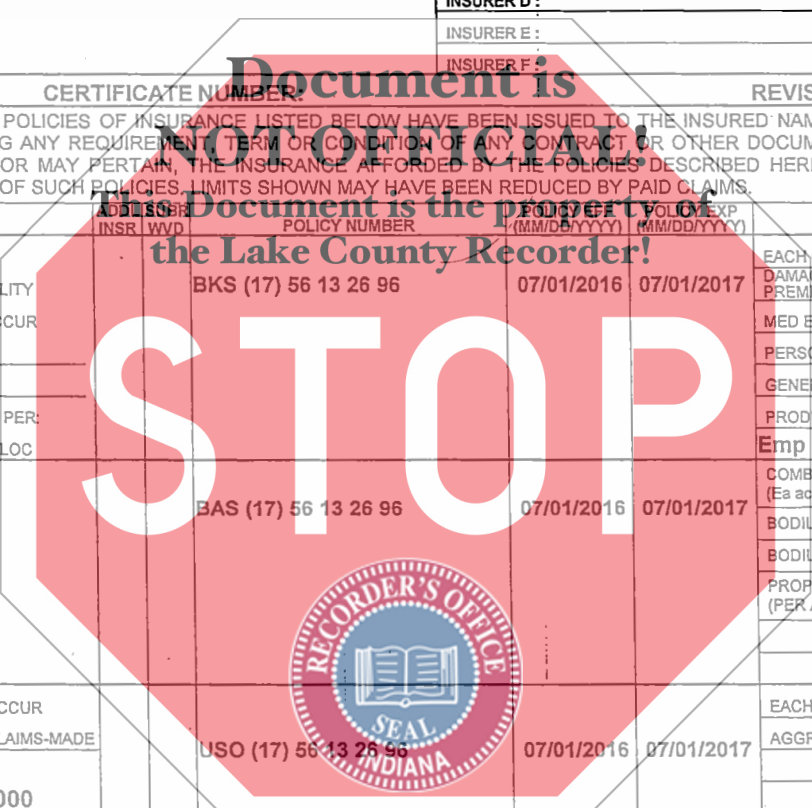 INSURER D :
INSURER E :
INSURER F :
Document is
CERTIFICATE NUMBER: REVIS
POLICIES OF INSURANCE LISTED BELOW HAVE BEEN ISSUED TO THE INSURED NAM
G ANY REQUIREMENT, TERM OR CONDITION OF ANY CONTRACT OR OTHER DOCUM
NOT OFFICIAL!
OR MAY PERTAIN, THE INSURANCE AFFORDED BY THE POLICIES DESCRIBED HERE
OF SUCH POLICIES. LIMITS SHOWN MAY HAVE BEEN REDUCED BY PAID CLAIMS.
This Document is the property of
ADDL SUBR POLICY EFF POLICY EXP
INSR WVD POLICY NUMBER (MM/DD/YYYY) (MM/DD/YYYY)
the Lake County Recorder!
EACH
LITY BKS (17) 56 13 26 96 07/01/2016 07/01/2017 DAMA
PREMI
CCUR MED E
PERSO
GENE
PER: PROD
LOC Emp
STOP
COMB
(Ea ac
BAS (17) 56 13 26 96 07/01/2016 07/01/2017
BODIL
BODIL
PROP
(PER
RECORDER'S OFFICE
SEAL
INDIANA
CCUR EACH
LAIMS-MADE USO (17) 56 13 26 96 07/01/2016 07/01/2017 AGGR
000